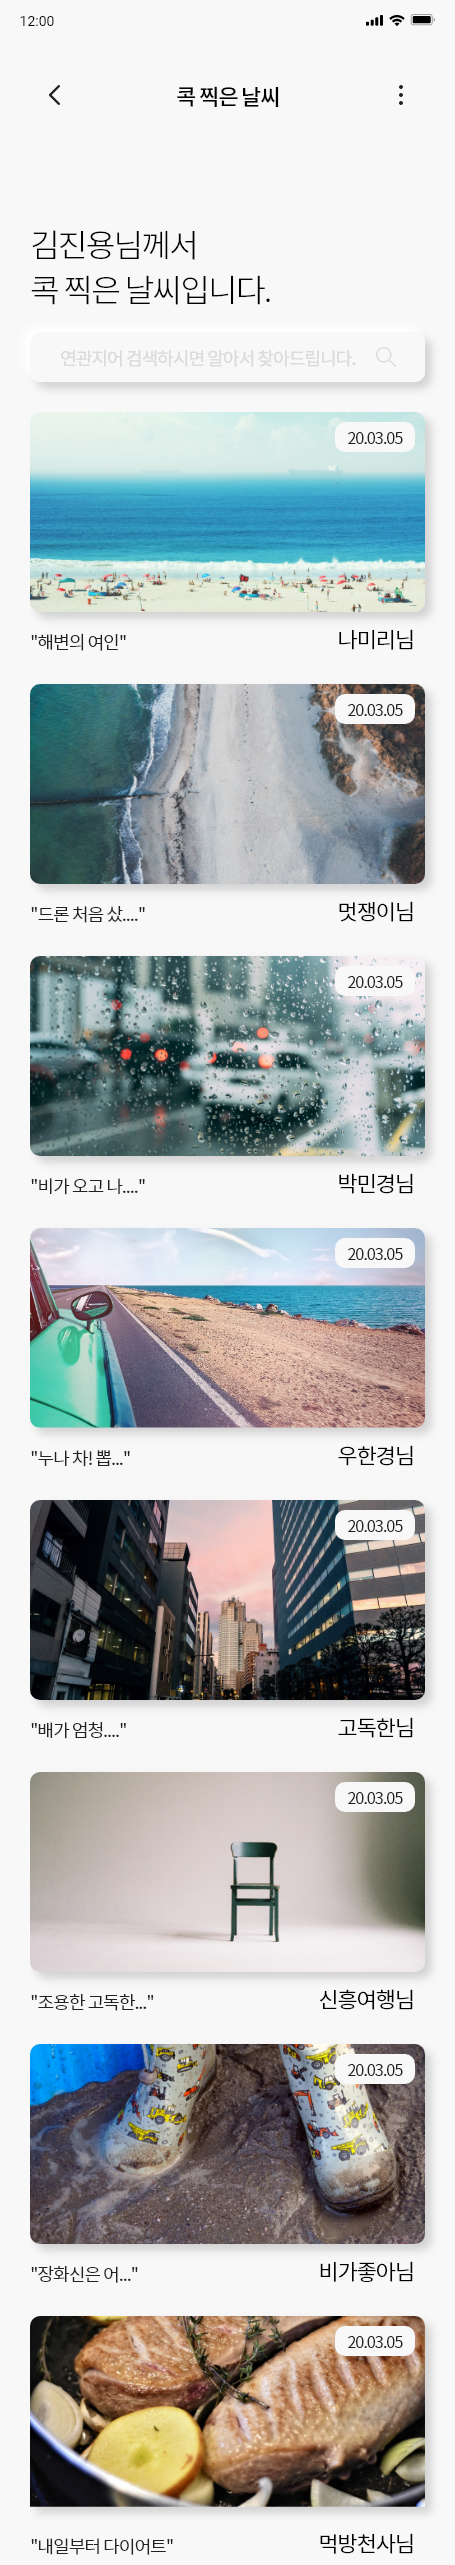 12:00
콕 찍은 날씨
김진용님께서
콕 찍은 날씨입니다.
연관지어 검색하시면 알아서 찾아드립니다.
20.03.05
"해변의 여인" 나미리님
20.03.05
"드론 처음 샀...." 멋쟁이님
20.03.05
"비가 오고 나...." 박민경님
20.03.05
"누나 차! 뽑..." 우한경님
20.03.05
"배가 엄청...." 고독한님
20.03.05
"조용한 고독한..." 신흥여행님
20.03.05
"장화신은 어..." 비가좋아님
20.03.05
"내일부터 다이어트" 먹방천사님